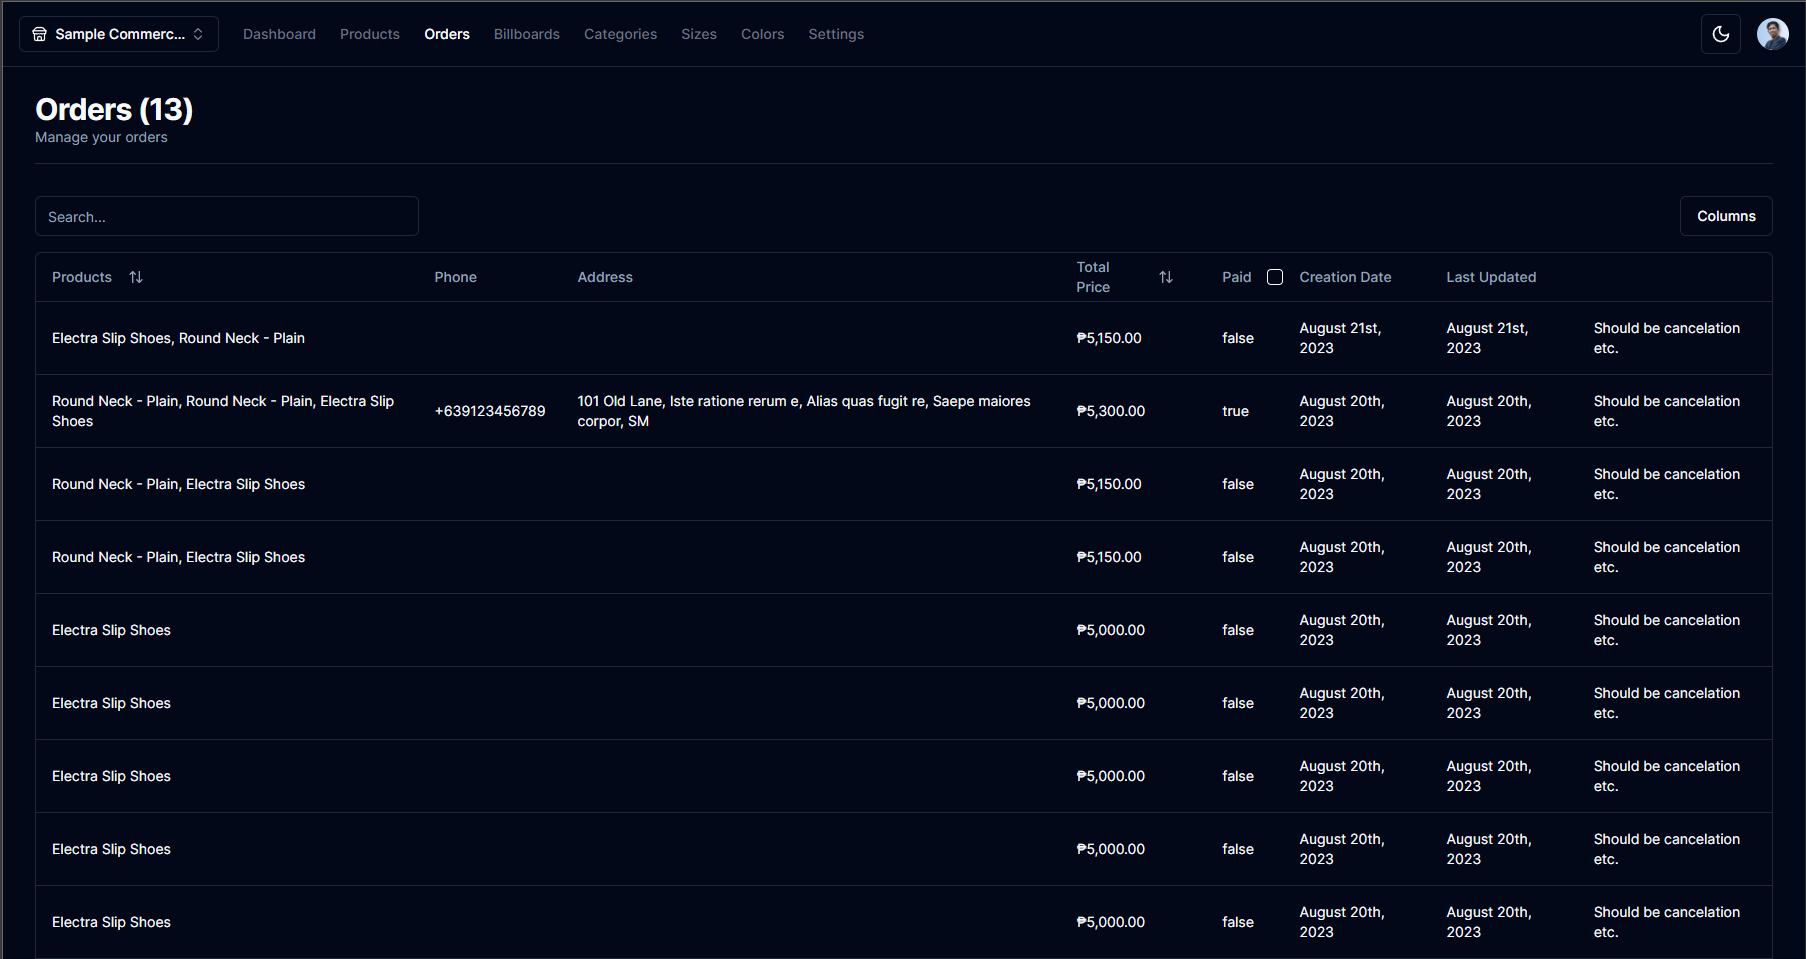 Sample Commerc... Dashboard Products Orders Billboards Categories Sizes Colors Settings
Orders (13)
Manage your orders
Search...
Columns
Products Phone Address Total Price Paid Creation Date Last Updated
Electra Slip Shoes, Round Neck - Plain ₱5,150.00 false August 21st, 2023 August 21st, 2023 Should be cancelation etc.
Round Neck - Plain, Round Neck - Plain, Electra Slip Shoes +639123456789 101 Old Lane, Iste ratione rerum e, Alias quas fugit re, Saepe maiores corpor, SM ₱5,300.00 true August 20th, 2023 August 20th, 2023 Should be cancelation etc.
Round Neck - Plain, Electra Slip Shoes ₱5,150.00 false August 20th, 2023 August 20th, 2023 Should be cancelation etc.
Round Neck - Plain, Electra Slip Shoes ₱5,150.00 false August 20th, 2023 August 20th, 2023 Should be cancelation etc.
Electra Slip Shoes ₱5,000.00 false August 20th, 2023 August 20th, 2023 Should be cancelation etc.
Electra Slip Shoes ₱5,000.00 false August 20th, 2023 August 20th, 2023 Should be cancelation etc.
Electra Slip Shoes ₱5,000.00 false August 20th, 2023 August 20th, 2023 Should be cancelation etc.
Electra Slip Shoes ₱5,000.00 false August 20th, 2023 August 20th, 2023 Should be cancelation etc.
Electra Slip Shoes ₱5,000.00 false August 20th, 2023 August 20th, 2023 Should be cancelation etc.